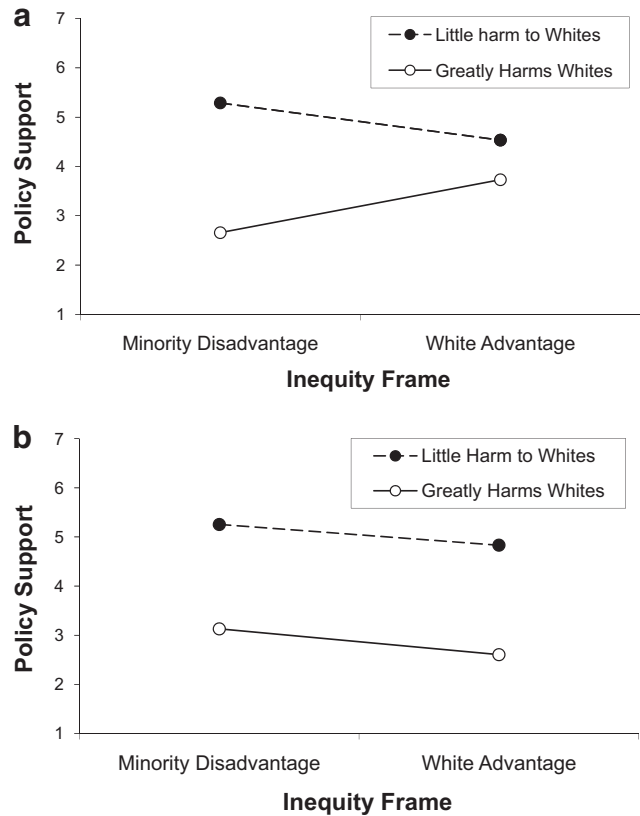 a
7
6
5
4
3
2
1
Policy Support
Little harm to Whites
Greatly Harms Whites
Minority Disadvantage
White Advantage
Inequity Frame
b
7
6
5
4
3
2
1
Policy Support
Little Harm to Whites
Greatly Harms Whites
Minority Disadvantage
White Advantage
Inequity Frame